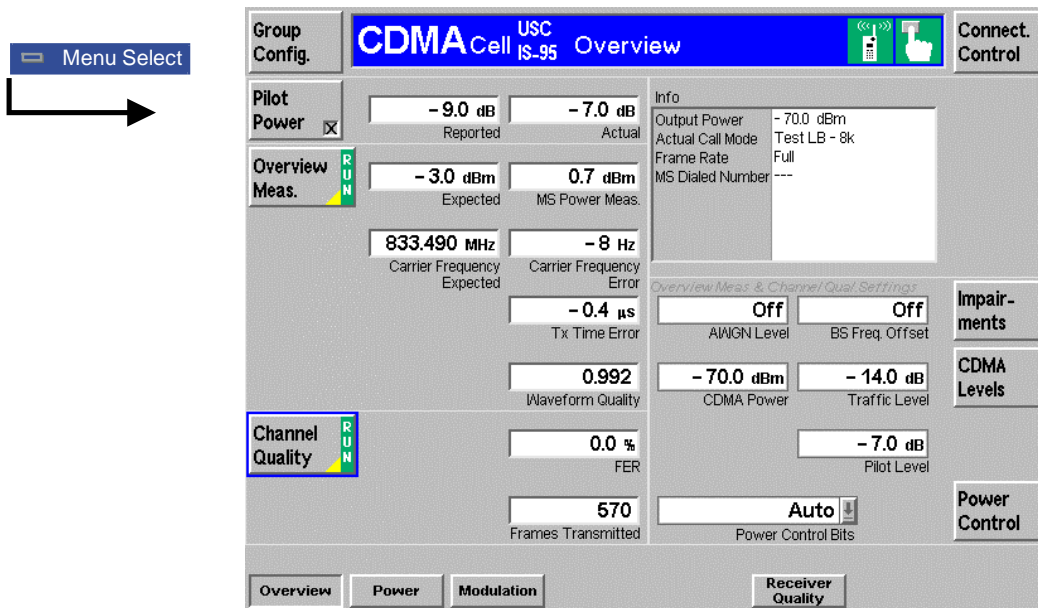 Menu Select
Group
Config.
CDMA Cell USC IS-95 Overview
Connect.
Control
Pilot
Power
- 9.0 dB
Reported
- 7.0 dB
Actual
Overview
Meas.
RUN
- 3.0 dBm
Expected
0.7 dBm
MS Power Meas.
833.490 MHz
Carrier Frequency
Expected
- 8 Hz
Carrier Frequency
Error
- 0.4 µs
Tx Time Error
0.992
Waveform Quality
Channel
Quality
RUN
0.0 %
FER
570
Frames Transmitted
Info
Output Power - 70.0 dBm
Actual Call Mode Test LB - 8k
Frame Rate Full
MS Dialed Number ---
Overview Meas & Channel Qual. Settings
Off
AWGN Level
Off
BS Freq. Offset
- 70.0 dBm
CDMA Power
- 14.0 dB
Traffic Level
- 7.0 dB
Pilot Level
Auto
Power Control Bits
Impair-
ments
CDMA
Levels
Power
Control
Overview
Power
Modulation
Receiver
Quality